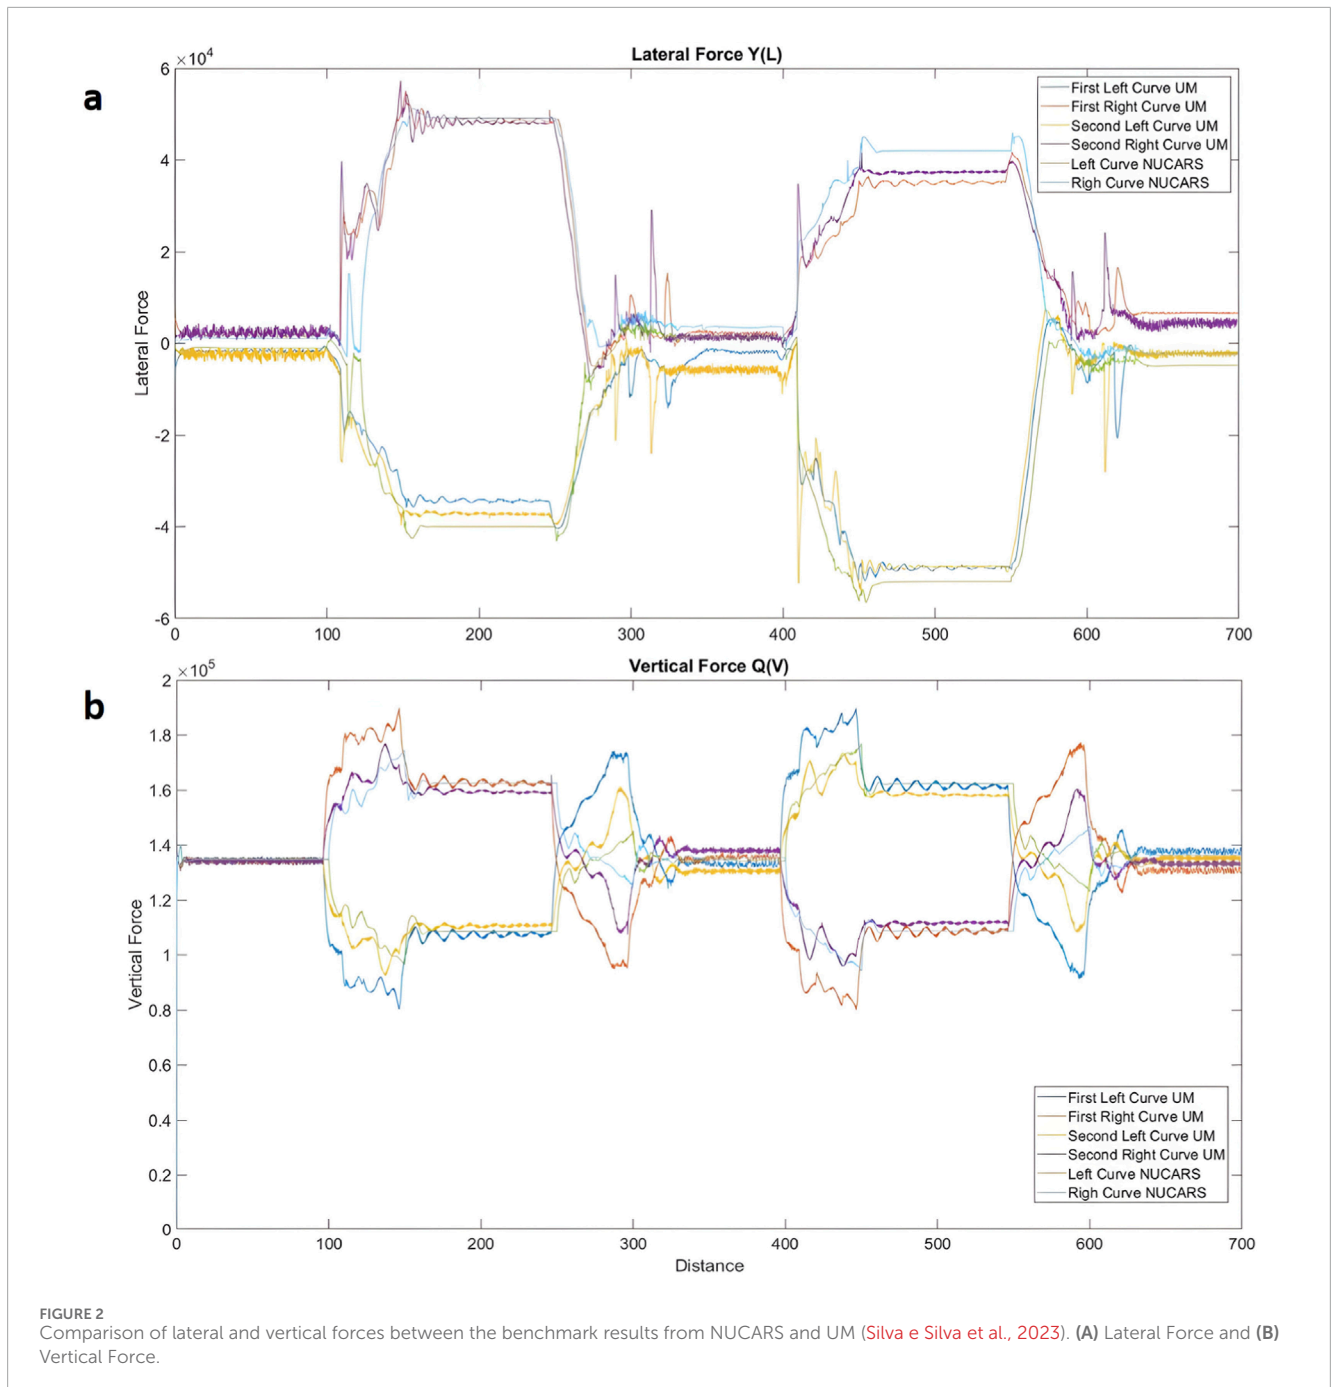 Lateral Force Y(L)
×10⁴
a
6
4
2
0
-2
-4
-6
Lateral Force
0 100 200 300 400 500 600 700
First Left Curve UM
First Right Curve UM
Second Left Curve UM
Second Right Curve UM
Left Curve NUCARS
Righ Curve NUCARS
Vertical Force Q(V)
×10⁵
b
2
1.8
1.6
1.4
1.2
1
0.8
0.6
0.4
0.2
0
Vertical Force
0 100 200 300 400 500 600 700
Distance
First Left Curve UM
First Right Curve UM
Second Left Curve UM
Second Right Curve UM
Left Curve NUCARS
Righ Curve NUCARS
FIGURE 2
Comparison of lateral and vertical forces between the benchmark results from NUCARS and UM (Silva e Silva et al., 2023). (A) Lateral Force and (B)
Vertical Force.